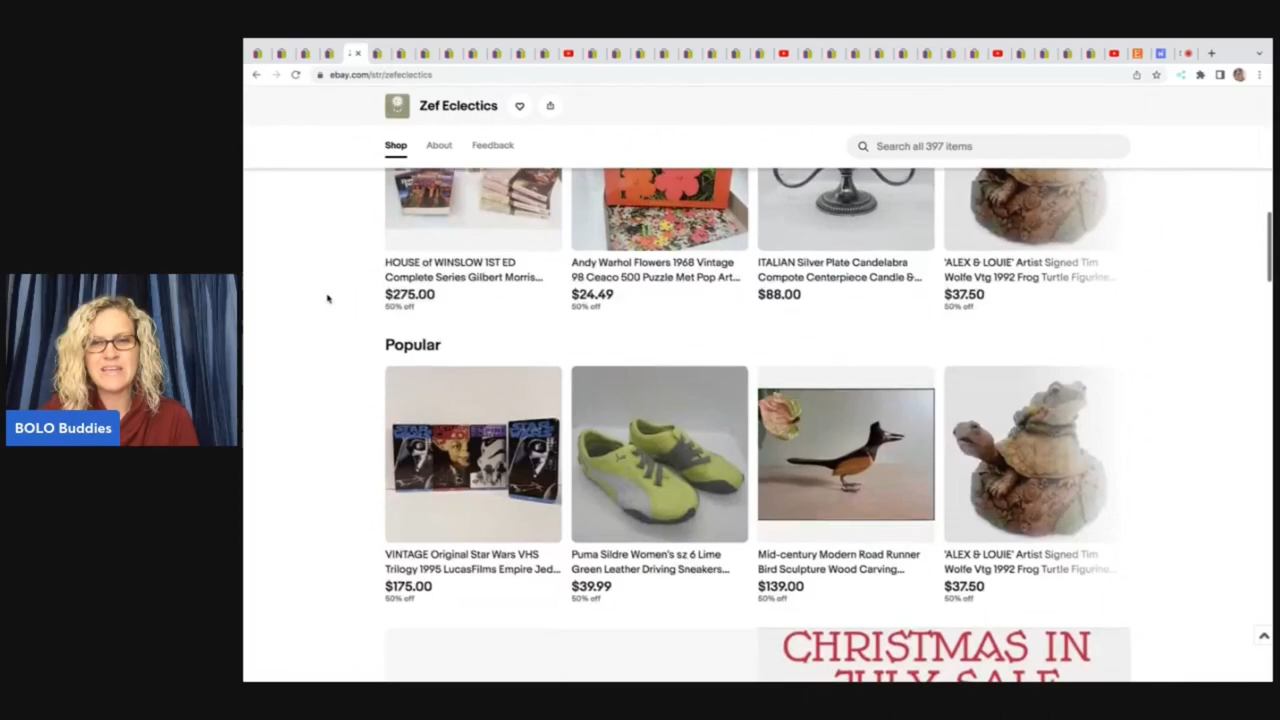 ebay.com/str/zefeclectics
Zef Eclectics
Shop
About
Feedback
Search all 397 items
HOUSE of WINSLOW 1ST ED
Complete Series Gilbert Morris...
$275.00
50% off
Andy Warhol Flowers 1968 Vintage
98 Ceaco 500 Puzzle Met Pop Art...
$24.49
50% off
ITALIAN Silver Plate Candelabra
Compote Centerpiece Candle &...
$88.00
'ALEX & LOUIE' Artist Signed Tim
Wolfe Vtg 1992 Frog Turtle Figurine...
$37.50
50% off
Popular
STAR WARS
STAR WARS
VINTAGE Original Star Wars VHS
Trilogy 1995 LucasFilms Empire Jed...
$175.00
50% off
Puma Sildre Women's sz 6 Lime
Green Leather Driving Sneakers...
$39.99
50% off
Mid-century Modern Road Runner
Bird Sculpture Wood Carving...
$139.00
50% off
'ALEX & LOUIE' Artist Signed Tim
Wolfe Vtg 1992 Frog Turtle Figurine...
$37.50
50% off
CHRISTMAS IN
JULY SALE
BOLO Buddies